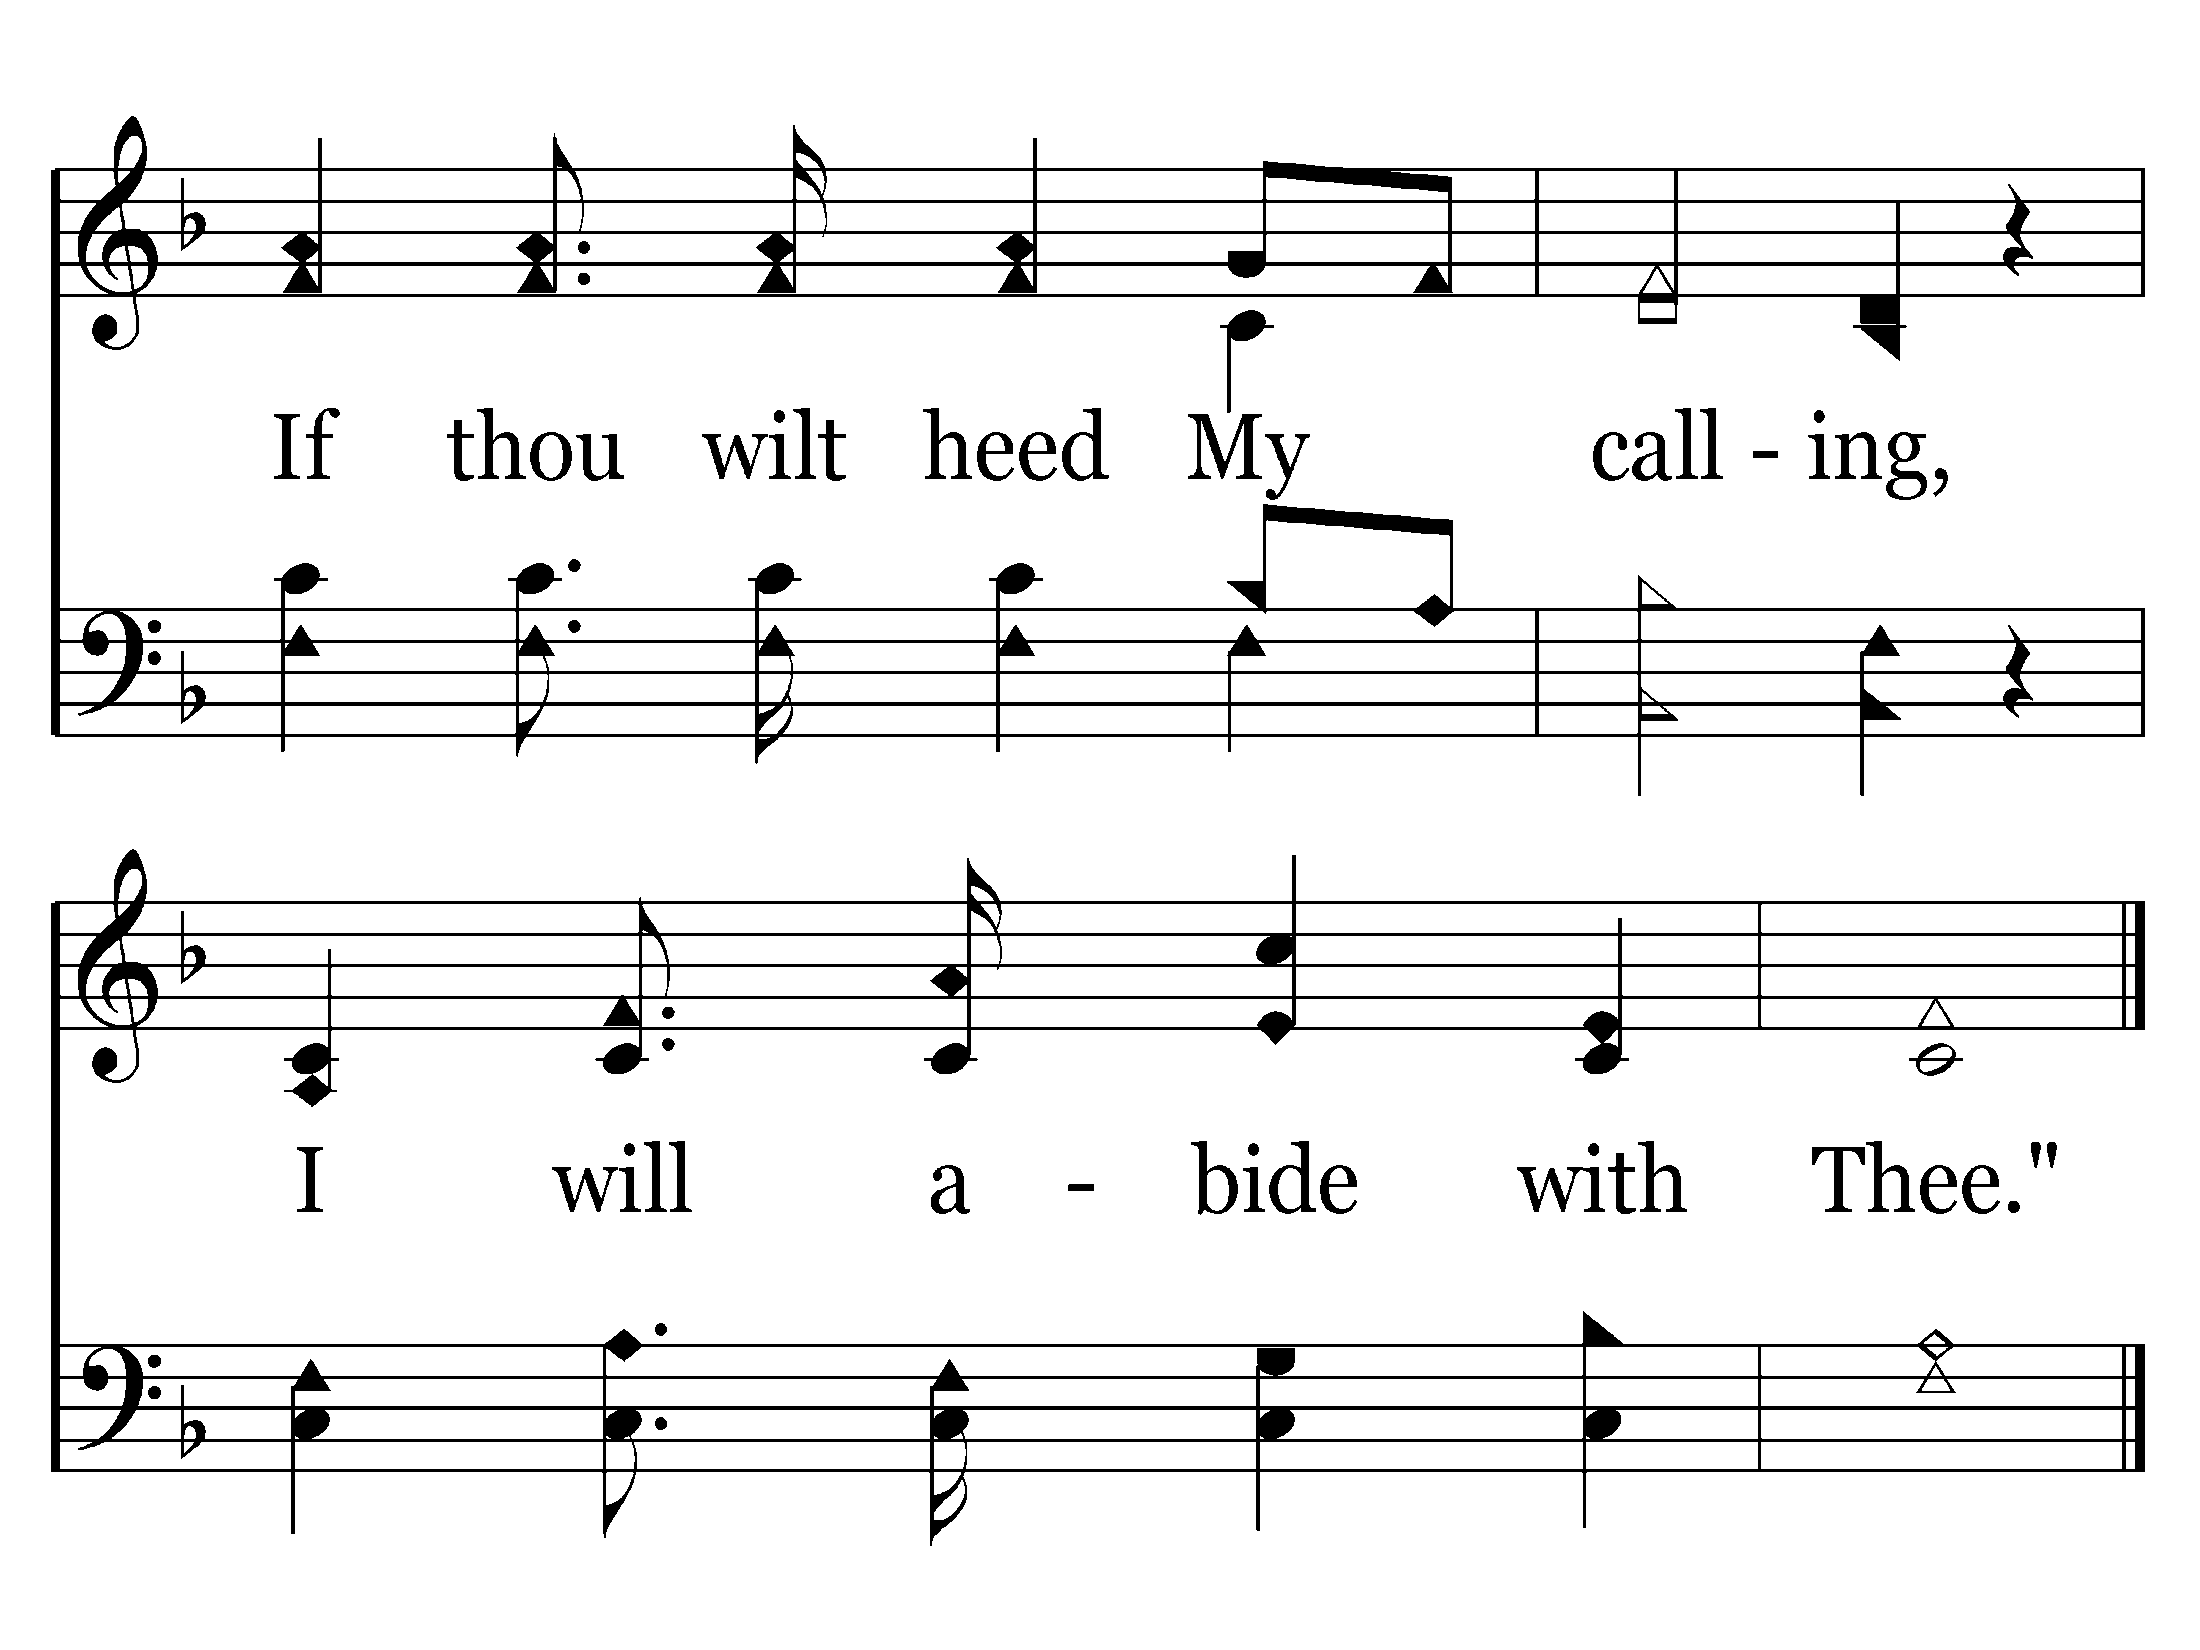 If thou wilt heed My call - ing,
I will a - bide with Thee."